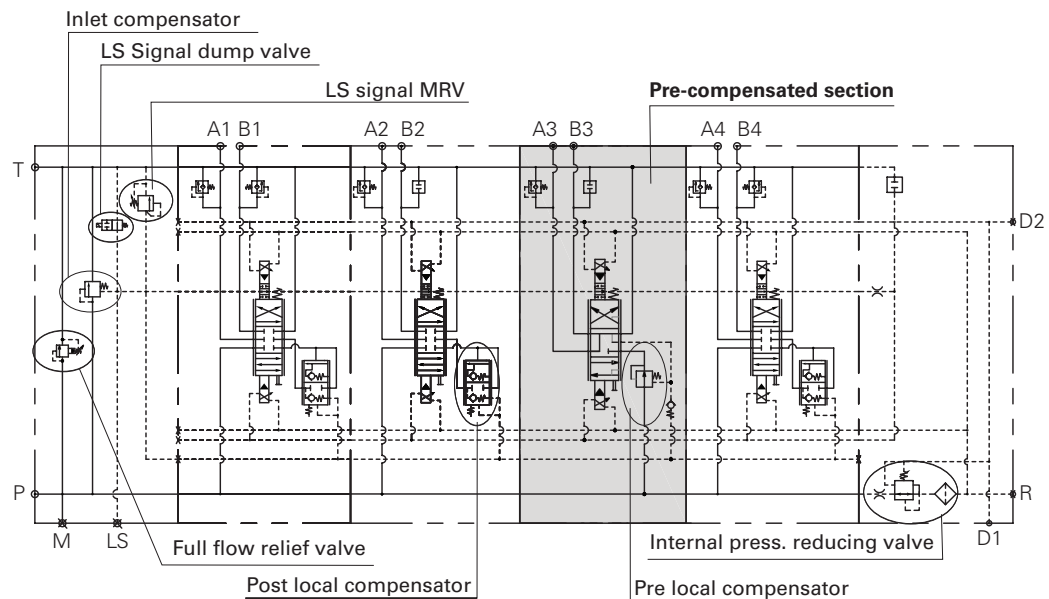 Inlet compensator
LS Signal dump valve
LS signal MRV
Pre-compensated section
A1 B1 A2 B2 A3 B3 A4 B4
T
D2
P
R
M LS D1
Full flow relief valve
Internal press. reducing valve
Post local compensator
Pre local compensator